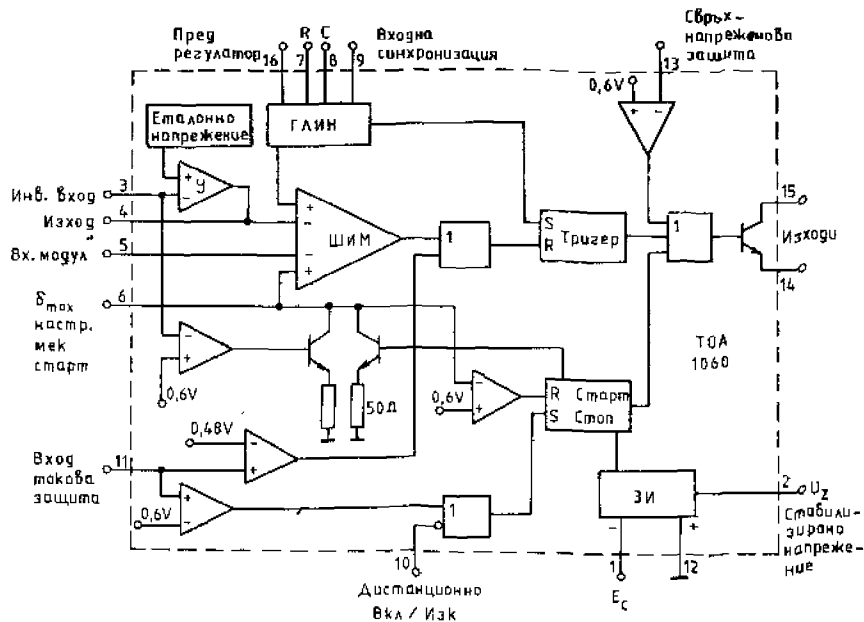 Пред
регулатор
16
R
7
C
8
Входна
синхронизация
9
Свръх-
напреженова
защита
13
0,6V
+ −
Еталонно
напрежение
ГЛИН
+
У
−
Инв. вход
3
Изход
4
Вх. модул
5
δmax
настр.
мек
старт
6
+
−
ШИМ
−
+
1
S
R
Тригер
1
15
Изходи
14
TDA
1060
−
+
0,6V
50Ω
0,6V
−
+
R Старт
S Стоп
0,48V
−
+
Вход
такова
защита
11
+
−
0,6V
1
10
Дистанционно
Вкл / Изк
ЗИ
− +
2
Uz
Стабили-
зирано
напреже-
ние
1
EC
12